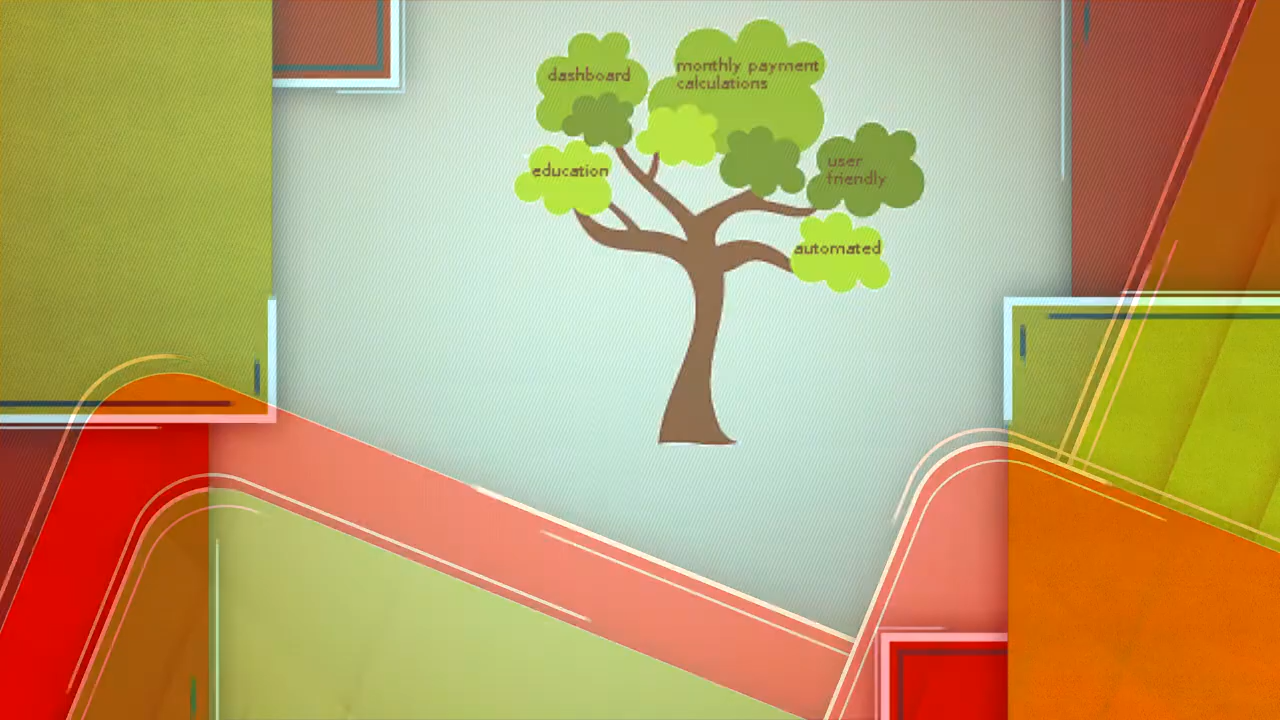 dashboard
monthly payment
calculations
education
user
friendly
automated